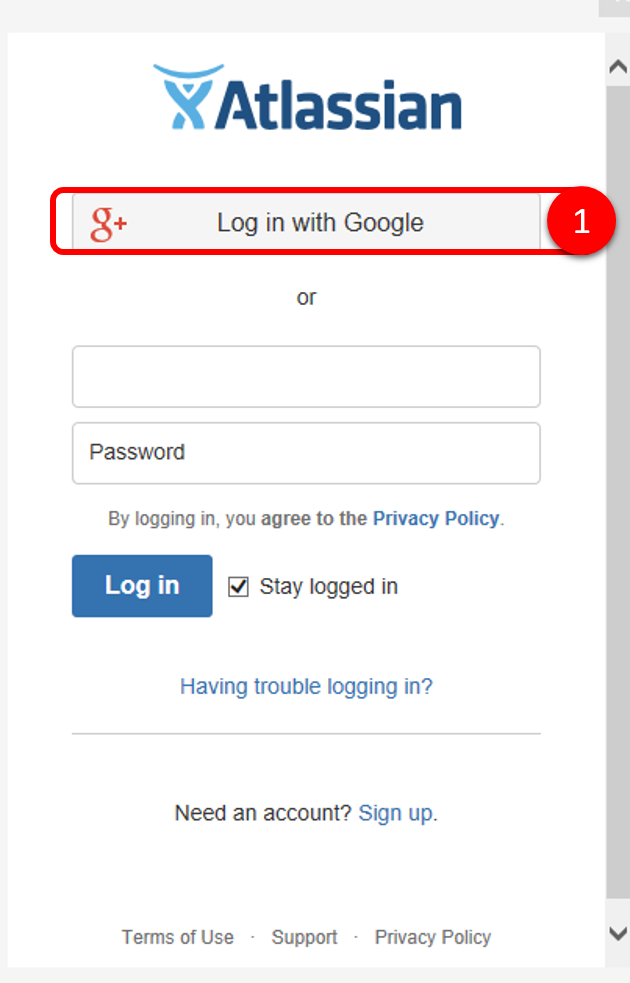 Atlassian
g+ Log in with Google 1
or
Password
By logging in, you agree to the Privacy Policy.
Log in Stay logged in
Having trouble logging in?
Need an account? Sign up.
Terms of Use · Support · Privacy Policy